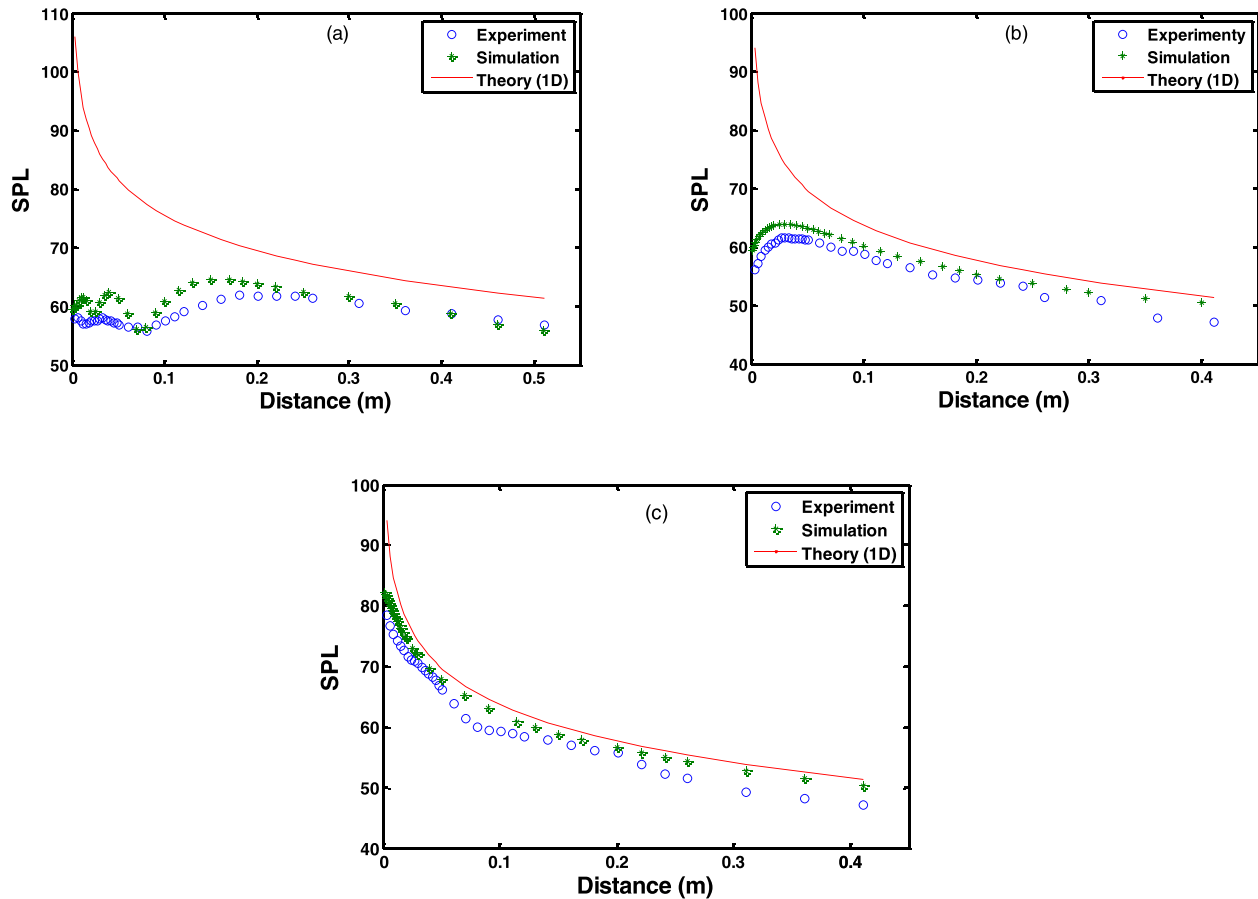 (a)
Experiment
Simulation
Theory (1D)
SPL
110
100
90
80
70
60
50
0
0.1
0.2
0.3
0.4
0.5
Distance (m)
(b)
Experimenty
Simulation
Theory (1D)
SPL
100
90
80
70
60
50
40
0
0.1
0.2
0.3
0.4
Distance (m)
(c)
Experiment
Simulation
Theory (1D)
SPL
100
90
80
70
60
50
40
0
0.1
0.2
0.3
0.4
Distance (m)